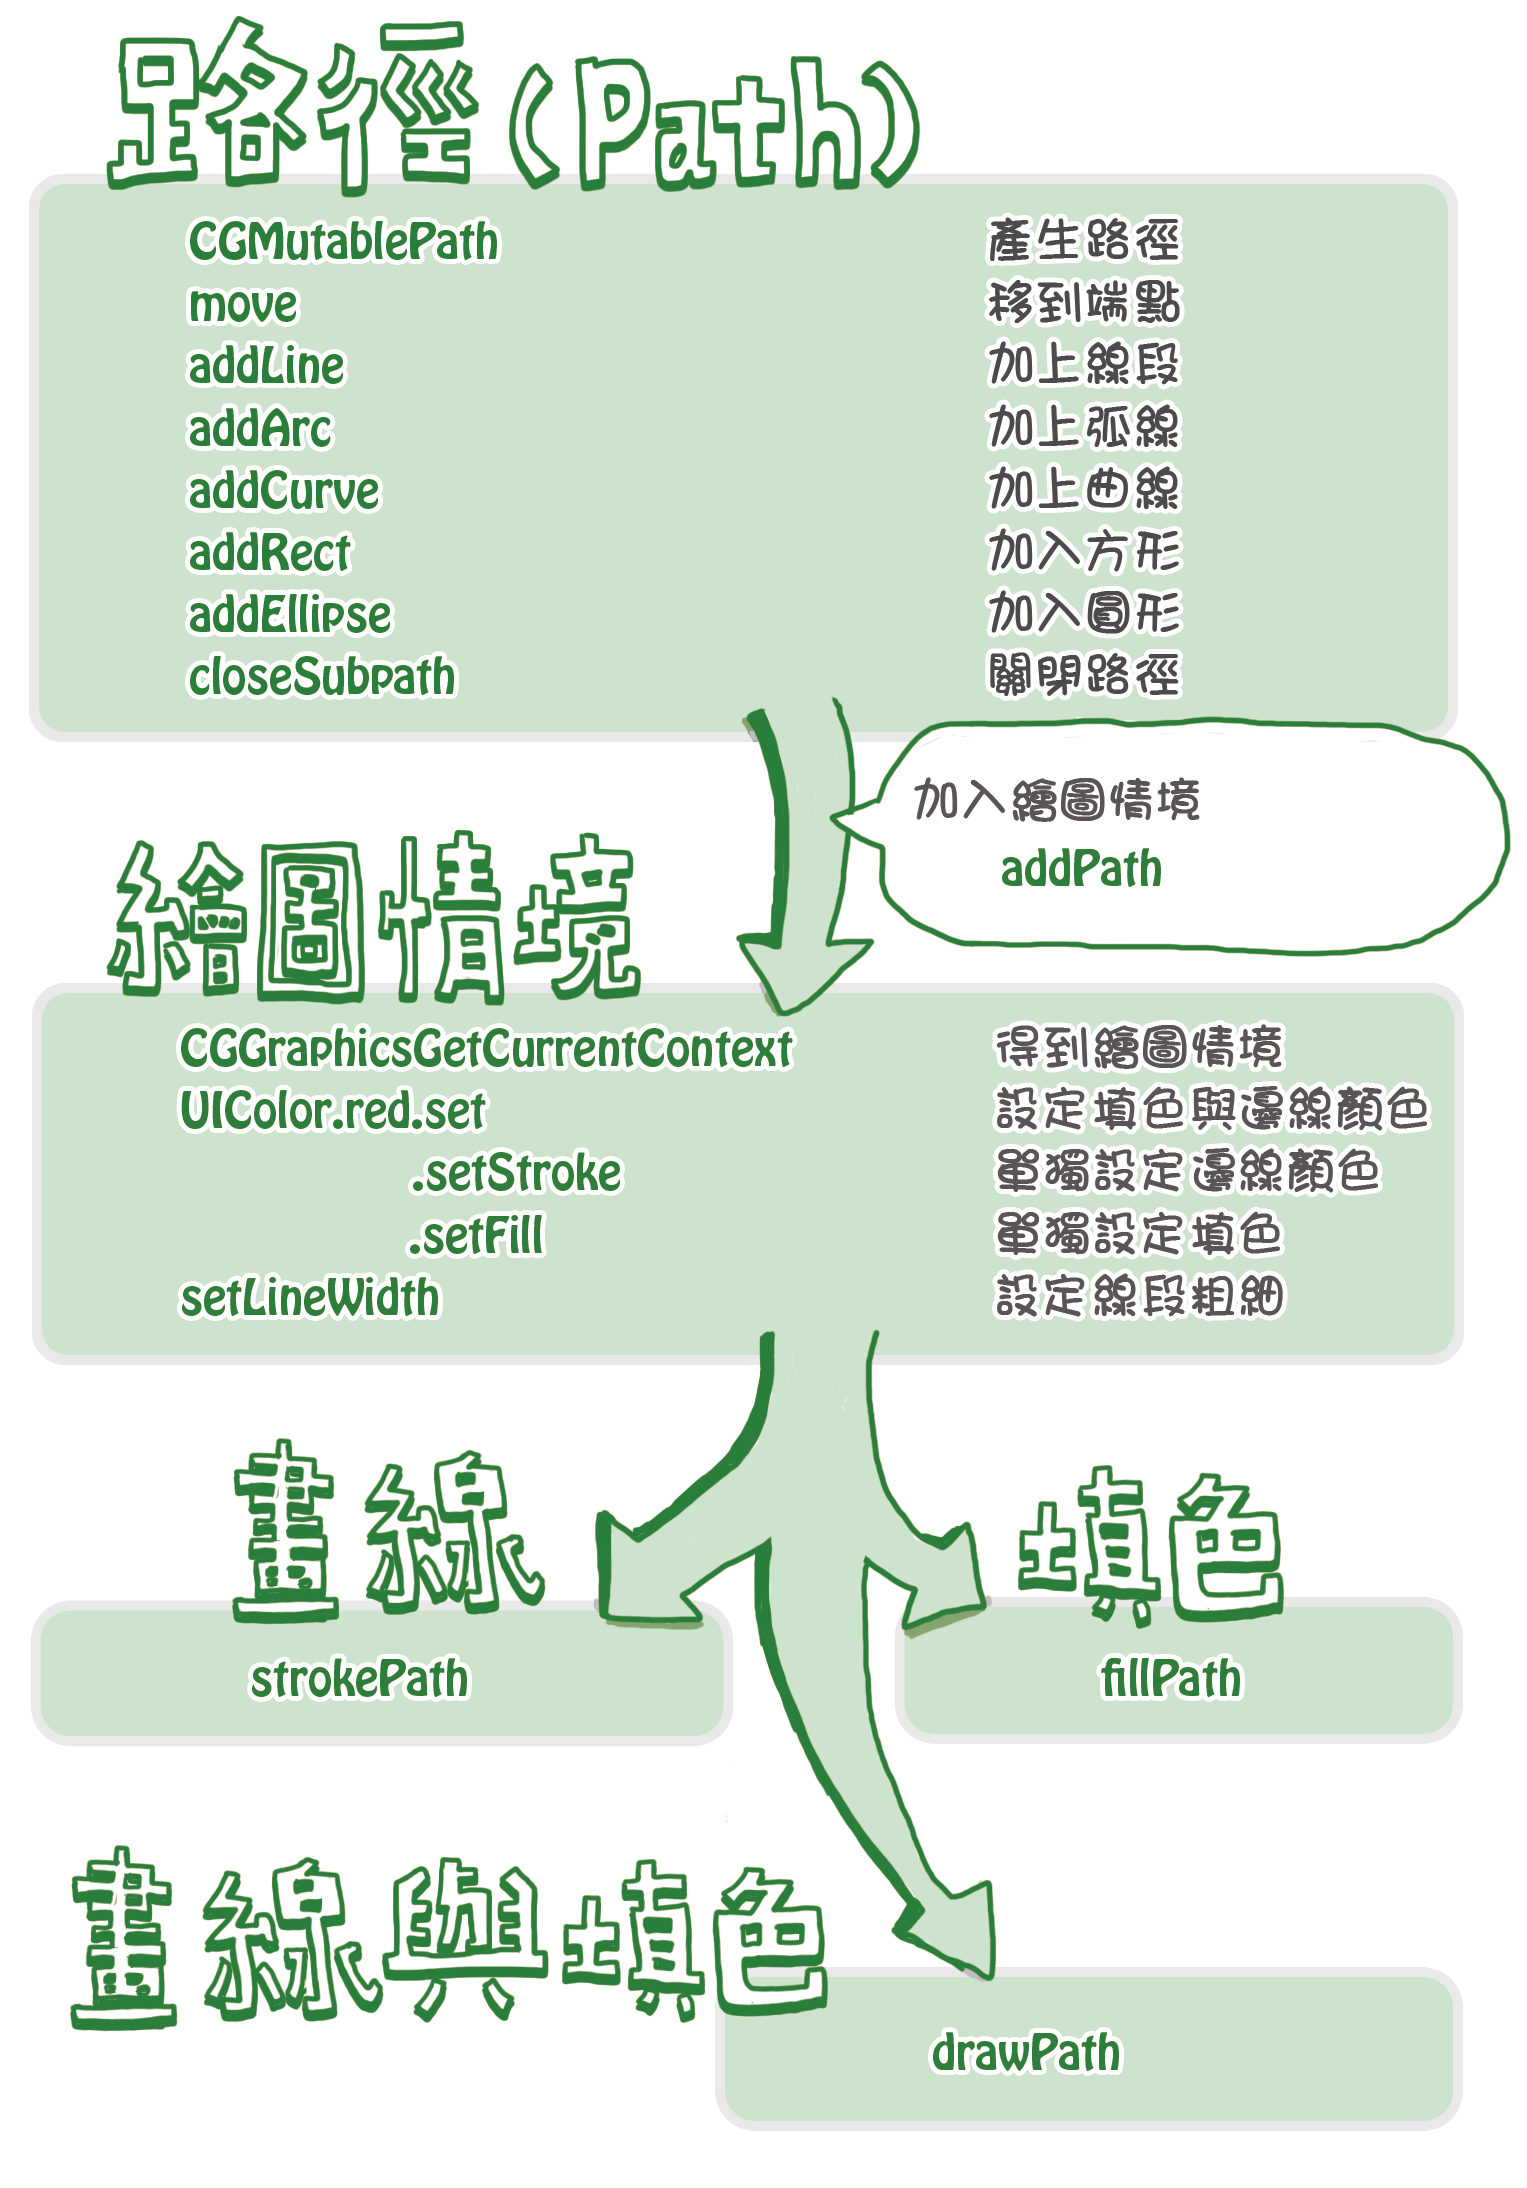 路徑(Path)
CGMutablePath 產生路徑
move 移到端點
addLine 加上線段
addArc 加上弧線
addCurve 加上曲線
addRect 加入方形
addEllipse 加入圓形
closeSubpath 關閉路徑
加入繪圖情境
addPath
繪圖情境
CGGraphicsGetCurrentContext 得到繪圖情境
UIColor.red.set 設定填色與邊線顏色
.setStroke 單獨設定邊線顏色
.setFill 單獨設定填色
setLineWidth 設定線段粗細
畫線
strokePath
填色
fillPath
畫線與填色
drawPath